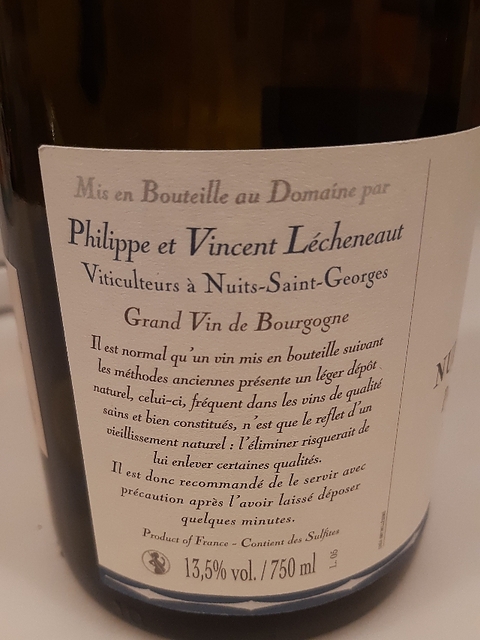 Mis en Bouteille au Domaine par
Philippe et Vincent Lécheneaut
Viticulteurs à Nuits-Saint-Georges
Grand Vin de Bourgogne
Il est normal qu'un vin mis en bouteille suivant
les méthodes anciennes présente un léger dépôt
naturel, celui-ci, fréquent dans les vins de qualité
sains et bien constitués, n'est que le reflet d'un
vieillissement naturel : l'éliminer risquerait de
lui enlever certaines qualités.
Il est donc recommandé de le servir avec
précaution après l'avoir laissé déposer
quelques minutes.
Product of France - Contient des Sulfites
13,5% vol. / 750 ml
NU